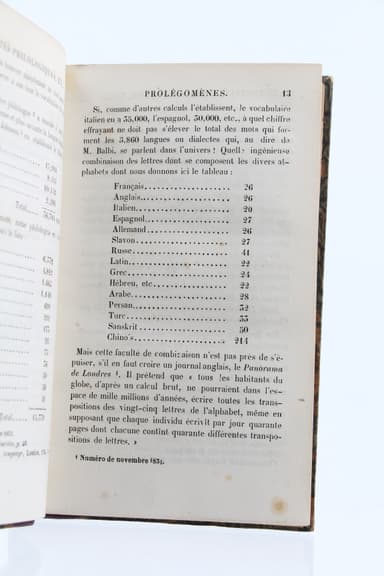 PROLÉGOMÈNES. 13
Si, comme d'autres calculs l'établissent, le vocabulaire
italien en a 35,000, l'espagnol, 30,000, etc., à quel chiffre
effrayant ne doit pas s'élever le total des mots qui for-
ment les 3,860 langues ou dialectes qui, au dire de
M. Balbi, se parlent dans l'univers ! Quelle ingénieuse
combinaison des lettres dont se composent les divers al-
phabets dont nous donnons ici le tableau :
Français............................ 26
Anglais............................ 26
Italien............................ 20
Espagnol............................ 27
Allemand............................ 26
Slavon............................ 27
Russe............................ 41
Latin............................ 22
Grec............................ 24
Hébreu, etc............................ 22
Arabe............................ 28
Persan............................ 32
Turc............................ 33
Sanskrit............................ 50
Chinois............................ 214
Mais cette faculté de combinaison n'est pas près de s'é-
puiser, s'il en faut croire un journal anglais, le Panorama
de Londres ¹. Il prétend que « tous les habitants du
globe, d'après un calcul brut, ne pourraient dans l'es-
pace de mille millions d'années, écrire toutes les trans-
positions des vingt-cinq lettres de l'alphabet, même en
supposant que chaque individu écrivît par jour quarante
pages dont chacune contînt quarante différentes transpo-
sitions de lettres. »
¹ Numéro de novembre 1834.